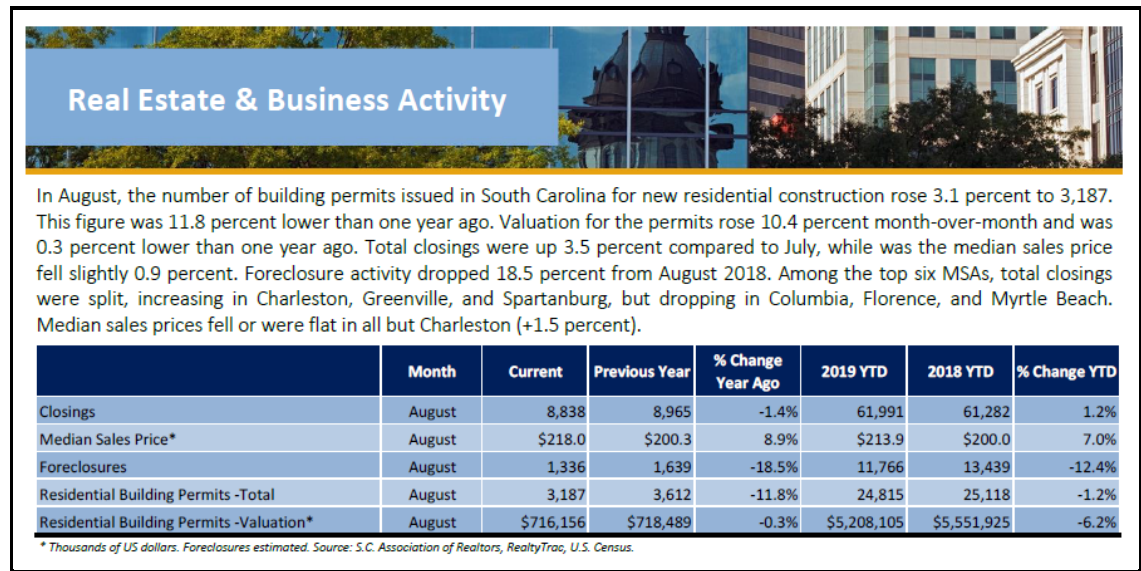 Real Estate & Business Activity
In August, the number of building permits issued in South Carolina for new residential construction rose 3.1 percent to 3,187.
This figure was 11.8 percent lower than one year ago. Valuation for the permits rose 10.4 percent month-over-month and was
0.3 percent lower than one year ago. Total closings were up 3.5 percent compared to July, while was the median sales price
fell slightly 0.9 percent. Foreclosure activity dropped 18.5 percent from August 2018. Among the top six MSAs, total closings
were split, increasing in Charleston, Greenville, and Spartanburg, but dropping in Columbia, Florence, and Myrtle Beach.
Median sales prices fell or were flat in all but Charleston (+1.5 percent).
Month Current Previous Year % Change Year Ago 2019 YTD 2018 YTD % Change YTD
Closings August 8,838 8,965 -1.4% 61,991 61,282 1.2%
Median Sales Price* August $218.0 $200.3 8.9% $213.9 $200.0 7.0%
Foreclosures August 1,336 1,639 -18.5% 11,766 13,439 -12.4%
Residential Building Permits -Total August 3,187 3,612 -11.8% 24,815 25,118 -1.2%
Residential Building Permits -Valuation* August $716,156 $718,489 -0.3% $5,208,105 $5,551,925 -6.2%
* Thousands of US dollars. Foreclosures estimated. Source: S.C. Association of Realtors, RealtyTrac, U.S. Census.